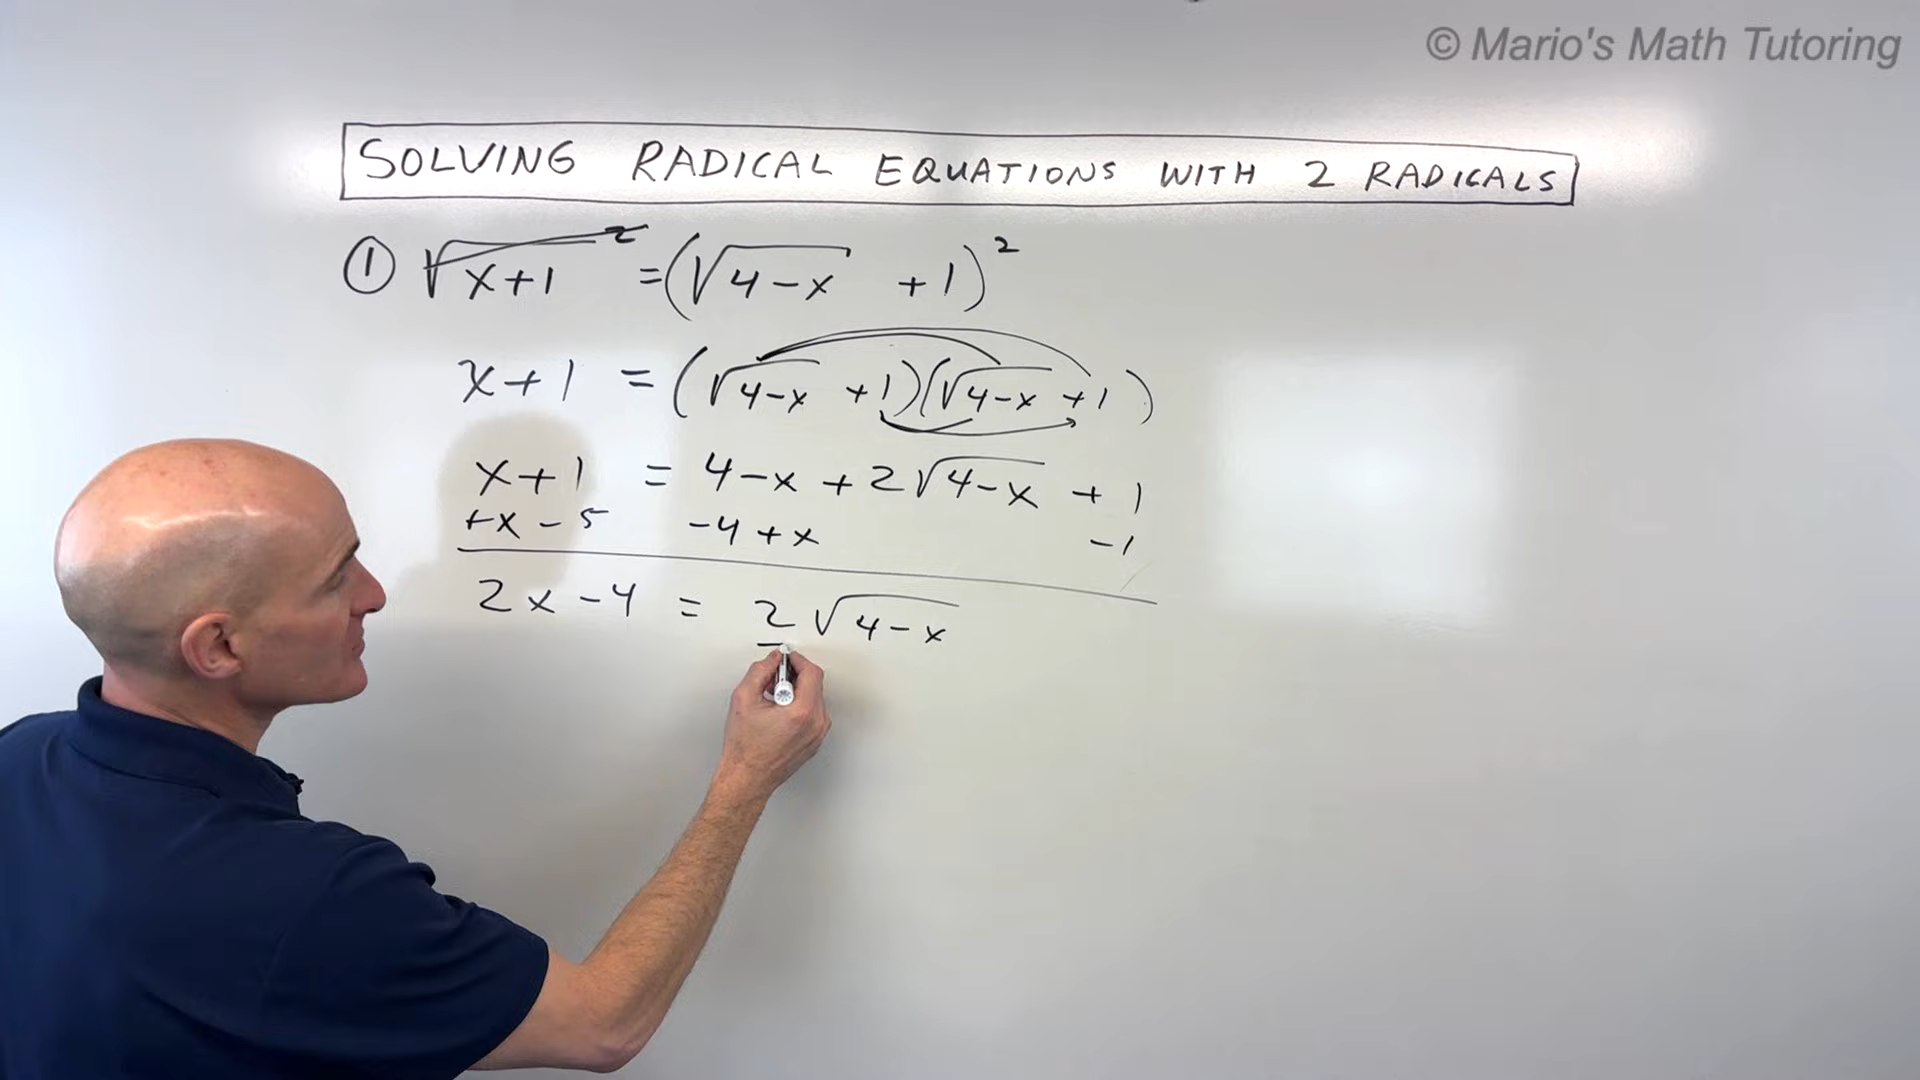 © Mario's Math Tutoring
SOLVING RADICAL EQUATIONS WITH 2 RADICALS
① √(x+1)² = (√(4-x) + 1)²
x+1 = (√(4-x) + 1)(√(4-x) + 1)
x+1 = 4-x + 2√(4-x) + 1
+x - 5 -4 + x -1
2x - 4 = 2√(4-x)